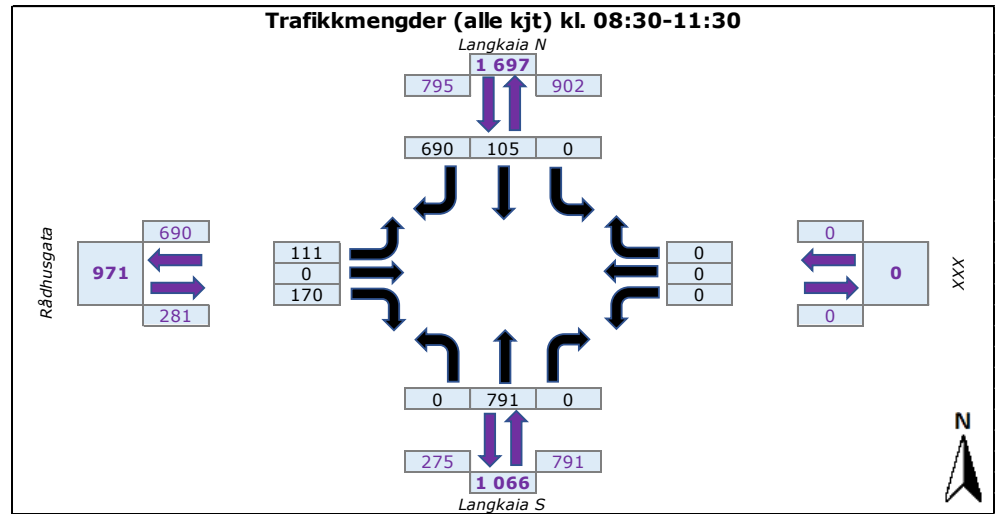 Trafikkmengder (alle kjt) kl. 08:30-11:30
Langkaia N
1 697
795 902
690 105 0
690
971
281
Rådhusgata
111
0
170
0
0
0
0
0
0
XXX
0 791 0
275 791
1 066
Langkaia S
N